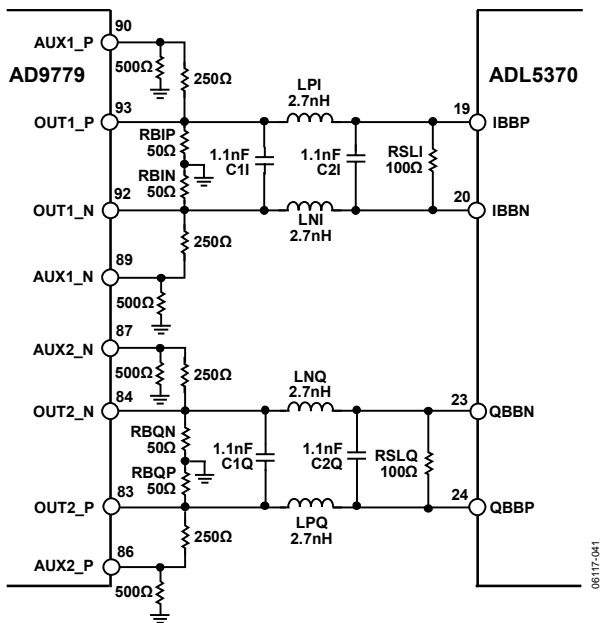 90
AUX1_P
AD9779
500Ω
250Ω
LPI
2.7nH
ADL5370
93
OUT1_P
19
IBBP
RBIP
50Ω
1.1nF
C1I
1.1nF
C2I
RSLI
100Ω
RBIN
50Ω
92
OUT1_N
20
IBBN
LNI
2.7nH
250Ω
89
AUX1_N
500Ω
87
AUX2_N
500Ω
250Ω
LNQ
2.7nH
84
OUT2_N
23
QBBN
RBQN
50Ω
1.1nF
C1Q
1.1nF
C2Q
RSLQ
100Ω
RBQP
50Ω
83
OUT2_P
24
QBBP
LPQ
2.7nH
250Ω
86
AUX2_P
500Ω
06117-041